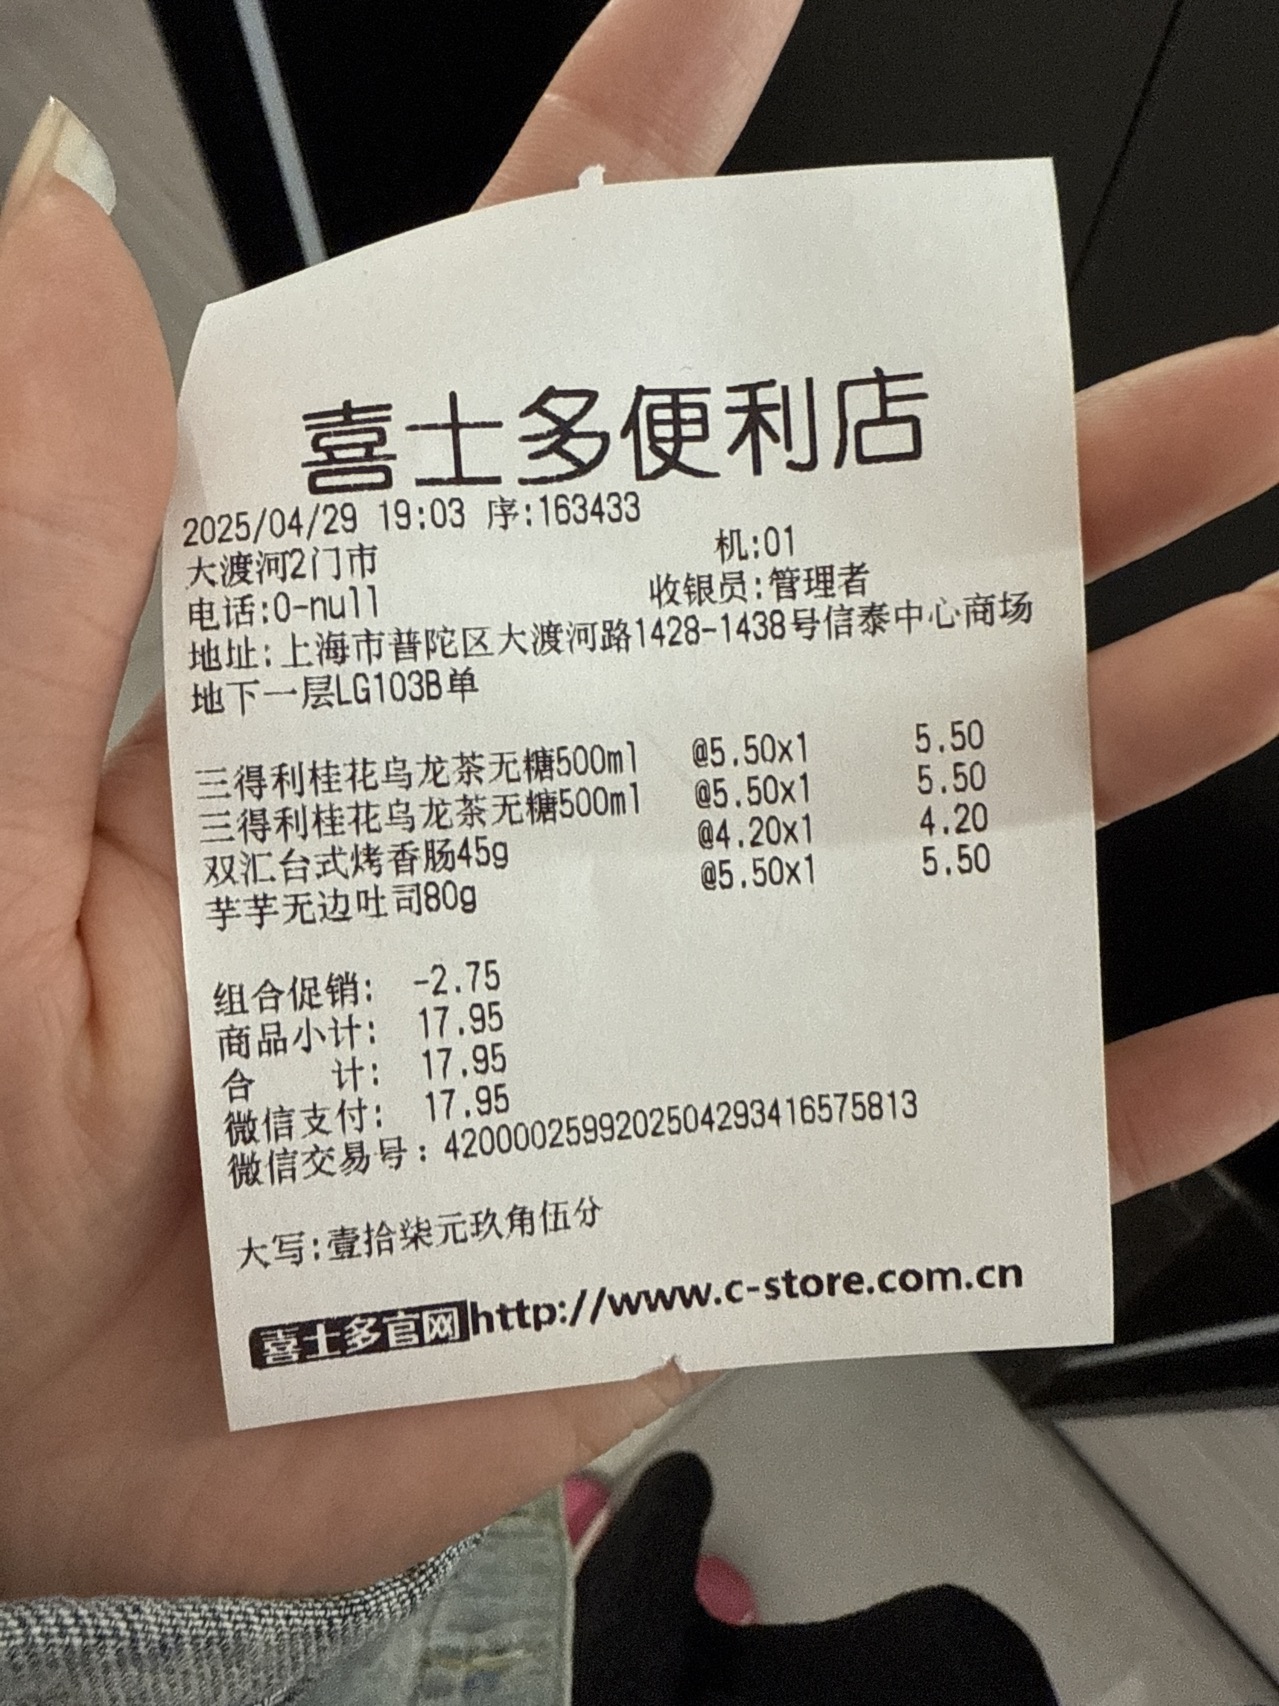 喜士多便利店
2025/04/29 19:03 序:163433
大渡河2门市 机:01
电话:0-null 收银员:管理者
地址:上海市普陀区大渡河路1428-1438号信泰中心商场
地下一层LG103B单
三得利桂花乌龙茶无糖500ml @5.50x1 5.50
三得利桂花乌龙茶无糖500ml @5.50x1 5.50
双汇台式烤香肠45g @4.20x1 4.20
芋芋无边吐司80g @5.50x1 5.50
组合促销: -2.75
商品小计: 17.95
合 计: 17.95
微信支付: 17.95
微信交易号:4200002599202504293416575813
大写:壹拾柒元玖角伍分
喜士多官网http://www.c-store.com.cn